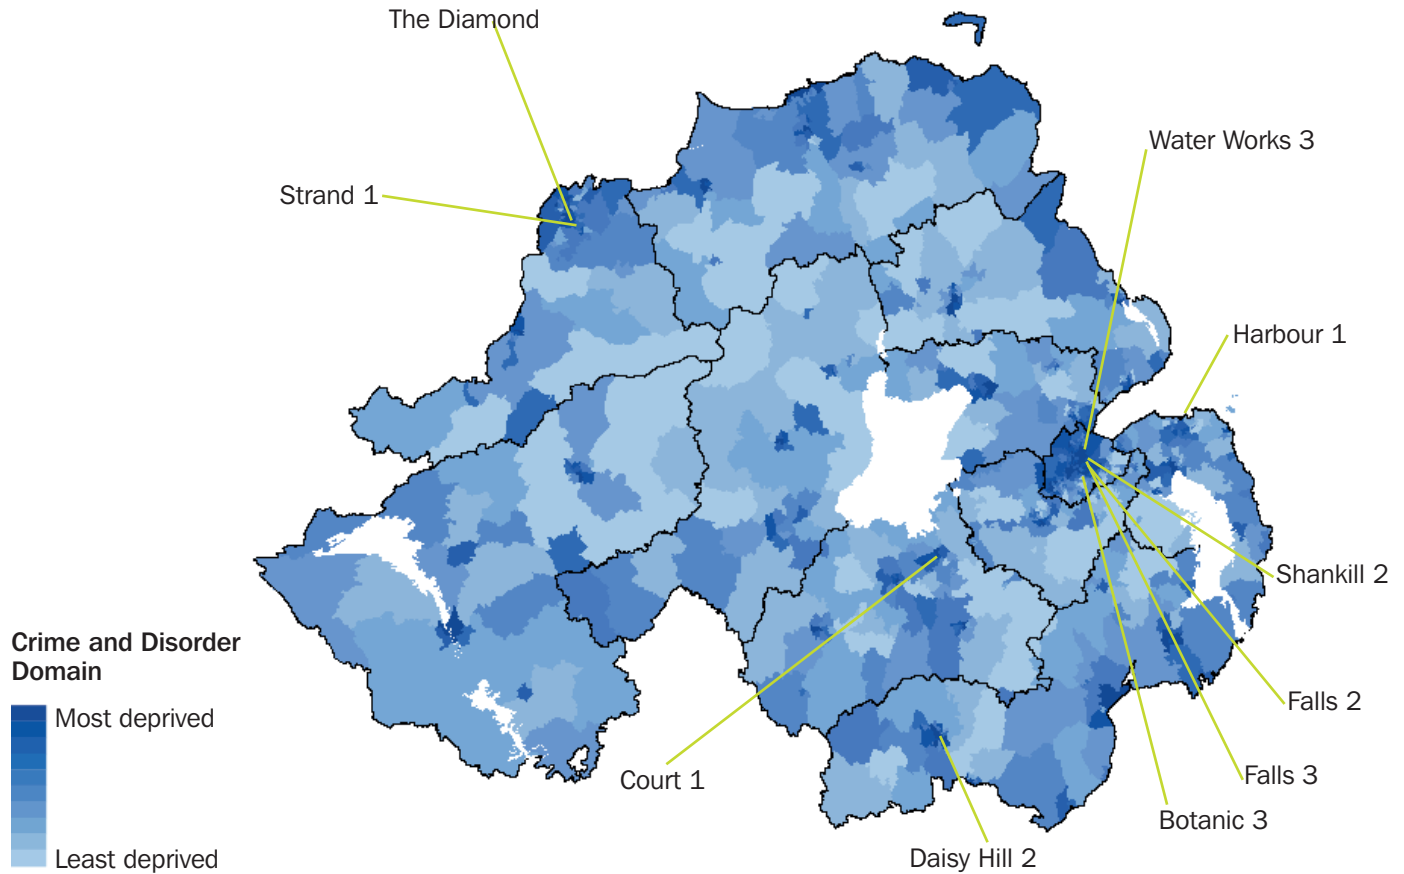 The Diamond
Water Works 3
Strand 1
Harbour 1
Shankill 2
Crime and Disorder
Domain
Most deprived
Least deprived
Falls 2
Falls 3
Court 1
Botanic 3
Daisy Hill 2